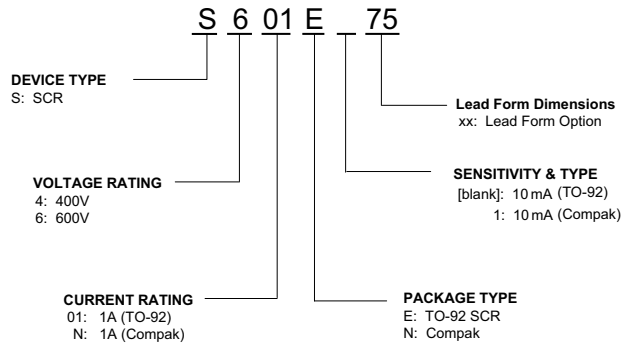 S 6 01 E _ 75
DEVICE TYPE
S: SCR
Lead Form Dimensions
xx: Lead Form Option
VOLTAGE RATING
4: 400V
6: 600V
SENSITIVITY & TYPE
[blank]: 10 mA (TO-92)
1: 10 mA (Compak)
CURRENT RATING
01: 1A (TO-92)
N: 1A (Compak)
PACKAGE TYPE
E: TO-92 SCR
N: Compak